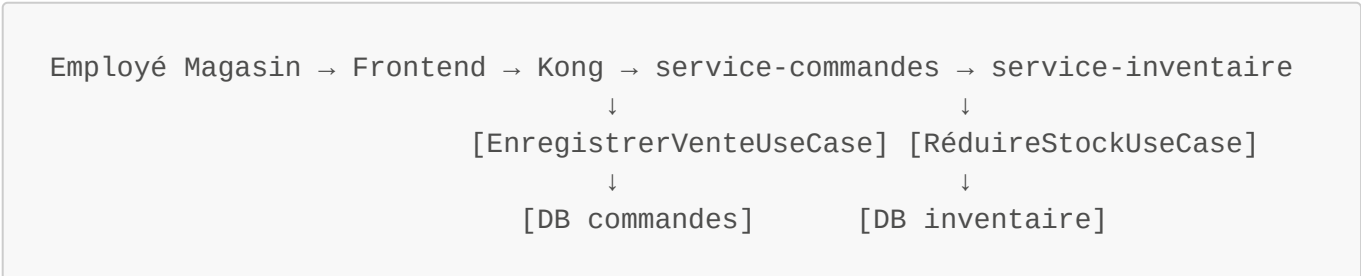 Employé Magasin → Frontend → Kong → service-commandes → service-inventaire
↓ ↓
[EnregistrerVenteUseCase] [RéduireStockUseCase]
↓ ↓
[DB commandes] [DB inventaire]